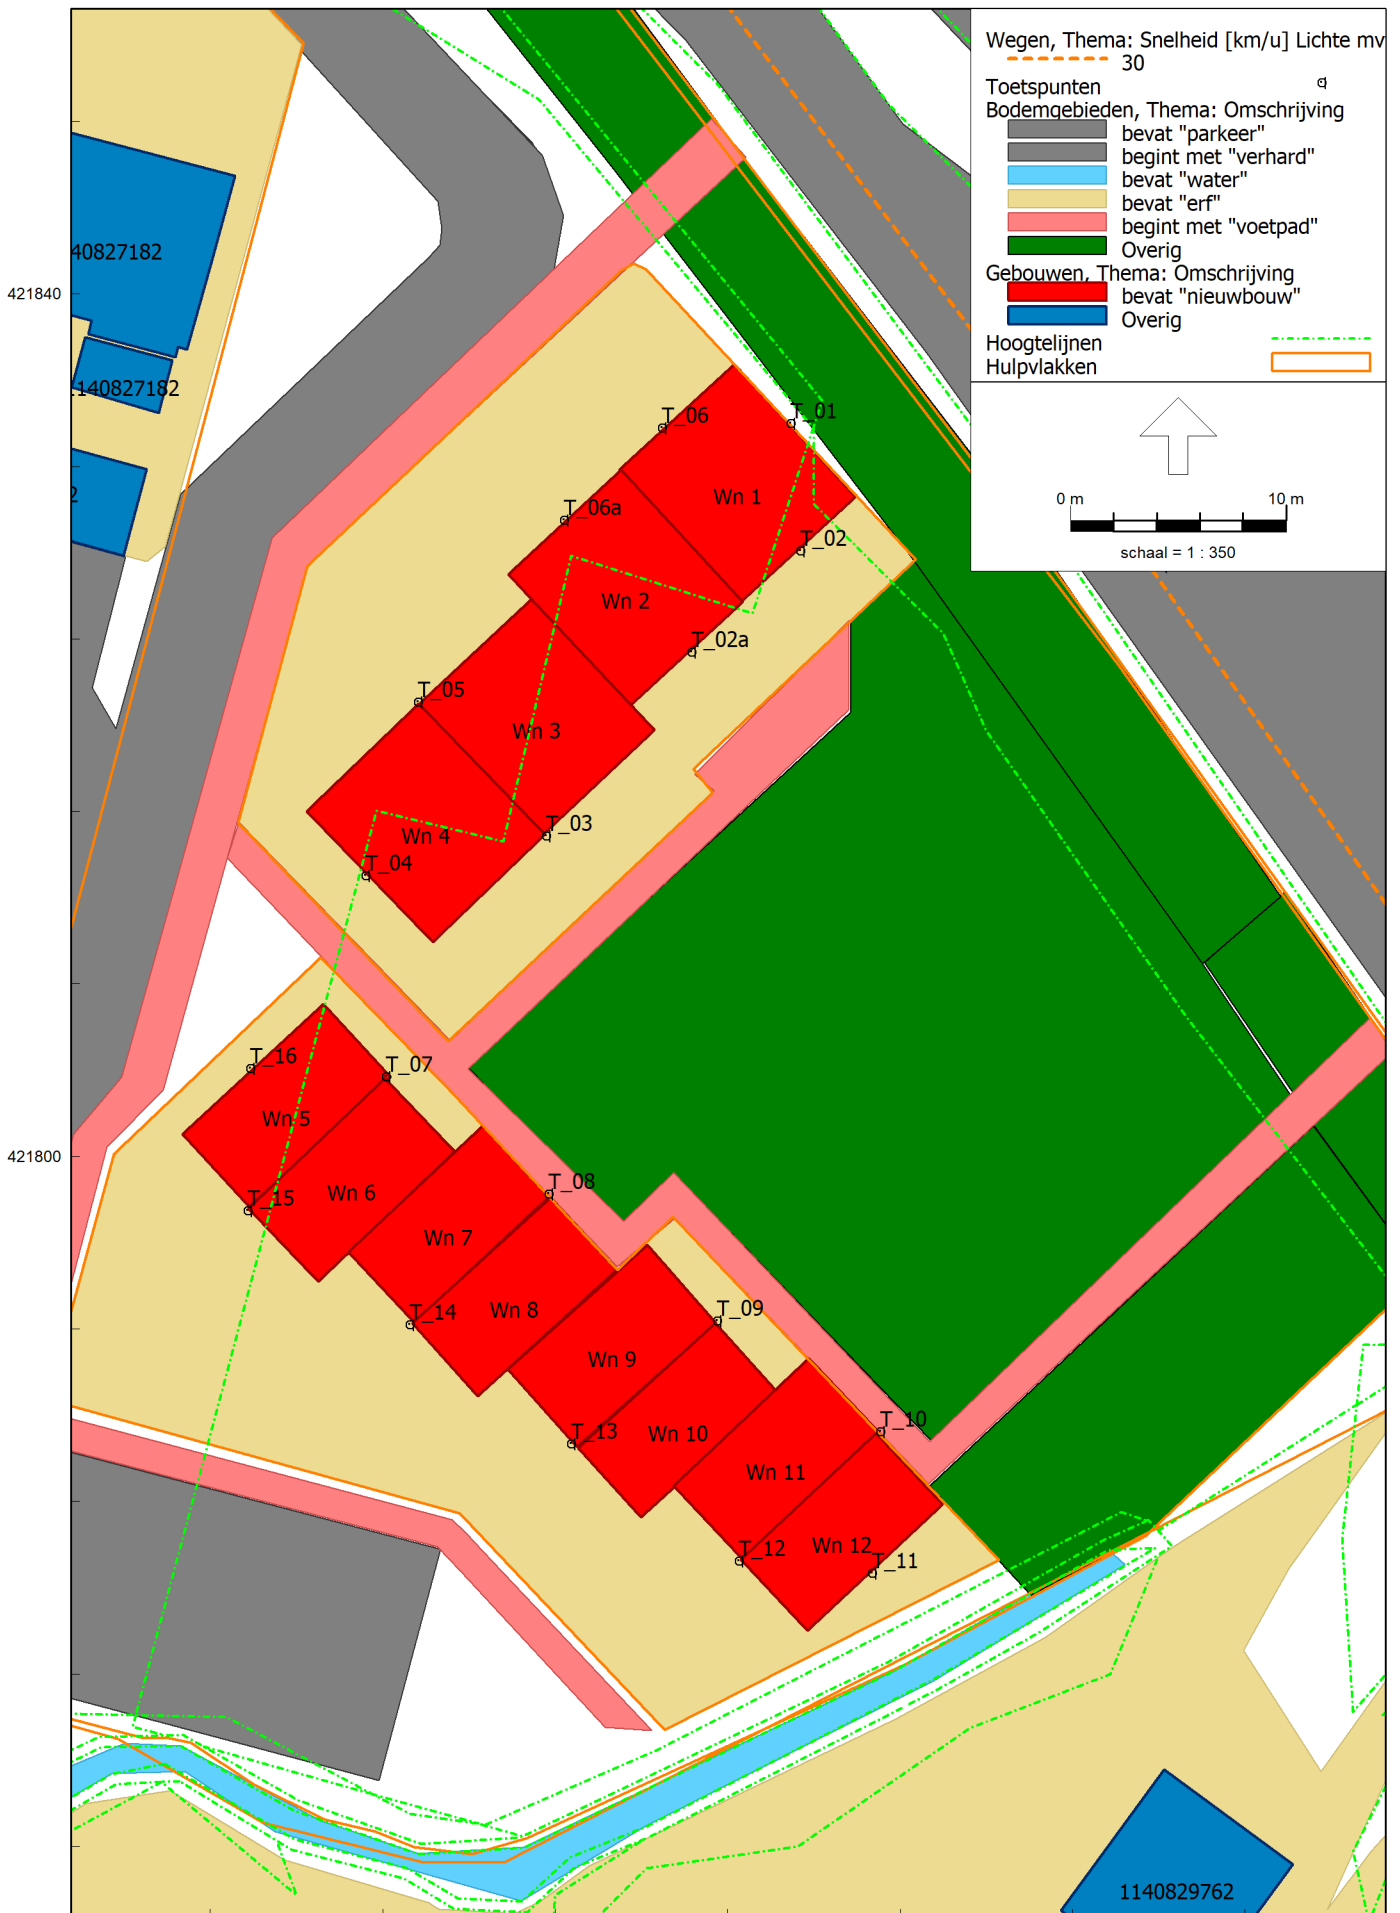 Wegen, Thema: Snelheid [km/u] Lichte mv
30
Toetspunten
Bodemgebieden, Thema: Omschrijving
bevat "parkeer"
begint met "verhard"
bevat "water"
bevat "erf"
begint met "voetpad"
Overig
Gebouwen, Thema: Omschrijving
bevat "nieuwbouw"
Overig
Hoogtelijnen
Hulpvlakken
0 m 10 m
schaal = 1 : 350
40827182
421840
1140827182
2
T_01
T_06
Wn 1
T_06a
T_02
Wn 2
T_02a
T_05
Wn 3
T_03
Wn 4
T_04
T_16
T_07
Wn 5
421800
T_08
Wn 6
T_15
Wn 7
T_14
Wn 8
T_09
Wn 9
T_10
T_13
Wn 10
Wn 11
Wn 12
T_12
T_11
1140829762